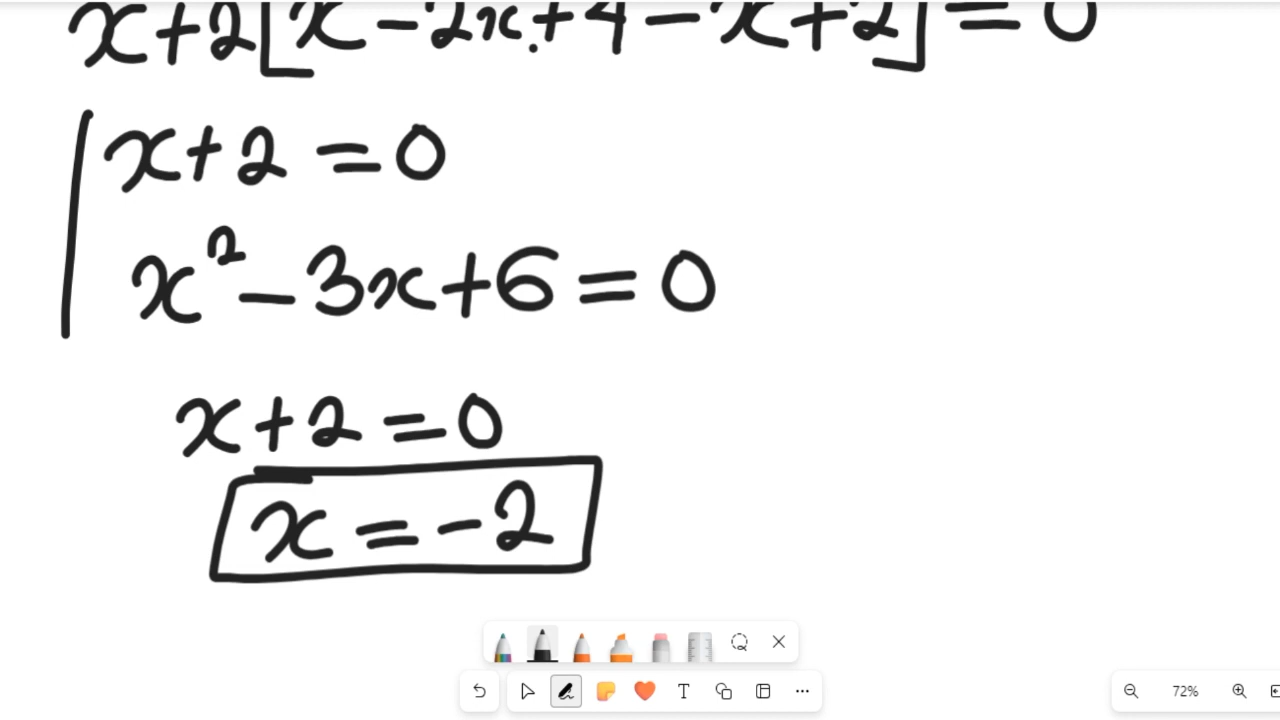 x+2[x-2x+4-x+2]=0
x+2=0
x²-3x+6=0
x+2=0
x=-2
T
72%